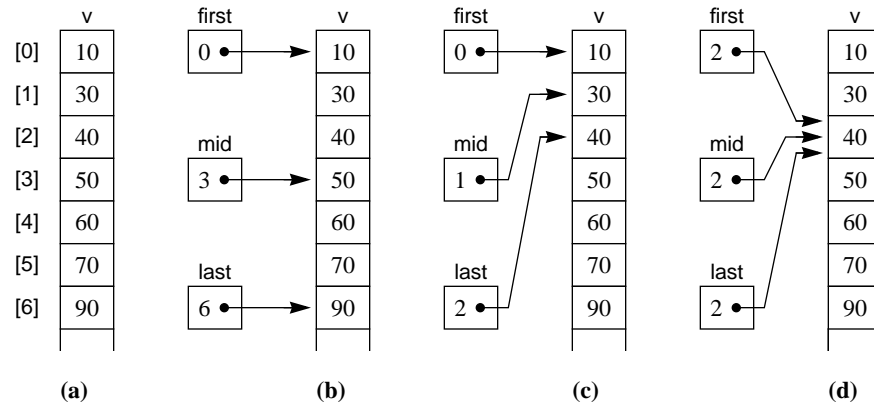 v first v first v first v
[0] 10 0 10 0 10 2 10
[1] 30 30 30 30
mid mid mid
[2] 40 40 40 40
[3] 50 3 50 1 50 2 50
[4] 60 60 60 60
last last last
[5] 70 70 70 70
[6] 90 6 90 2 90 2 90
(a) (b) (c) (d)